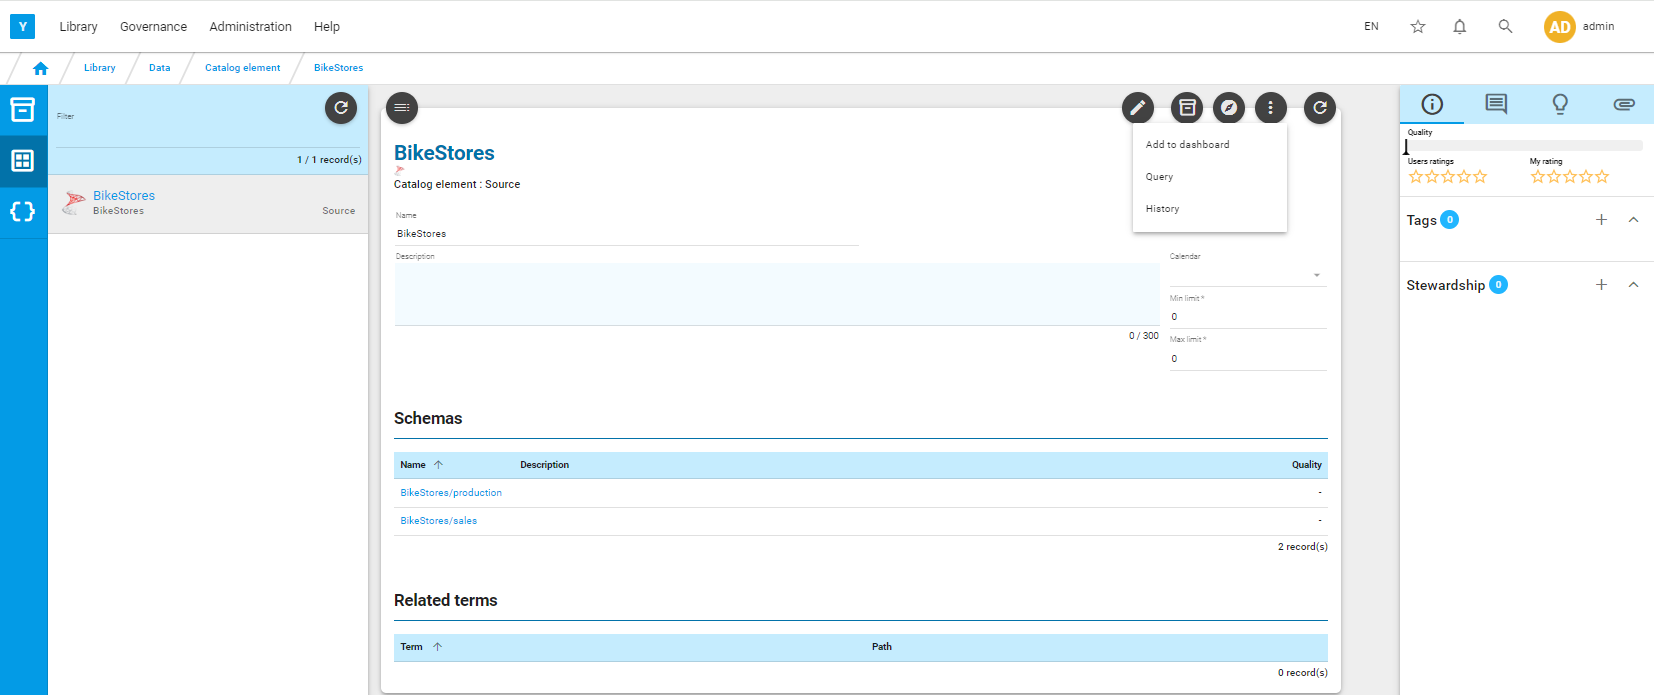 Y Library Governance Administration Help EN AD admin
Library Data Catalog element BikeStores
Filter
1 / 1 record(s)
BikeStores
BikeStores Source
BikeStores
Catalog element : Source
Name
BikeStores
Description
0 / 300
Add to dashboard
Query
History
Calendar
Min limit *
0
Max limit *
0
Schemas
Name Description Quality
BikeStores/production -
BikeStores/sales -
2 record(s)
Related terms
Term Path
0 record(s)
Quality
Users ratings My rating
Tags 0
Stewardship 0